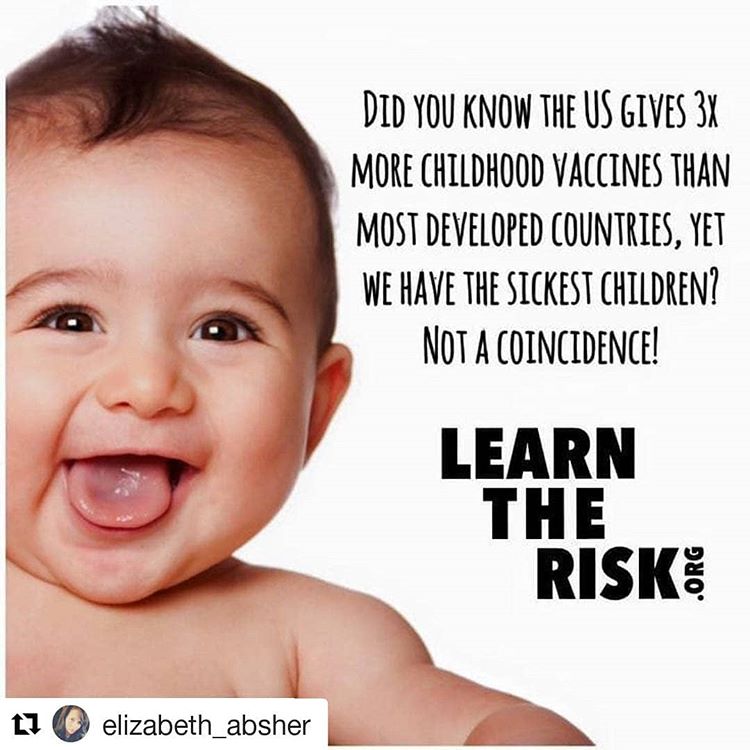 DID YOU KNOW THE US GIVES 3X
MORE CHILDHOOD VACCINES THAN
MOST DEVELOPED COUNTRIES, YET
WE HAVE THE SICKEST CHILDREN?
NOT A COINCIDENCE!
LEARN
THE
RISK.ORG
elizabeth_absher